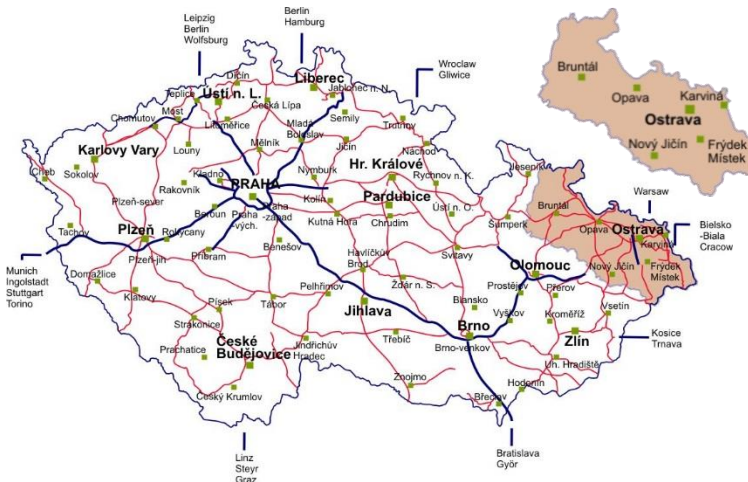 Leipzig
Berlin
Wolfsburg
Berlin
Hamburg
Wroclaw
Gliwice
Bruntál
Opava
Karviná
Ostrava
Nový Jičín
Frýdek
Místek
Děčín
Liberec
Teplice
Ústí n. L.
Jablonec n. N.
Česká Lípa
Most
Chomutov
Litoměřice
Semily
Mladá
Boleslav
Trutnov
Karlovy Vary
Louny
Mělník
Jičín
Náchod
Cheb
Sokolov
Kladno
Nymburk
Hr. Králové
Jeseník
Rakovník
PRAHA
Rychnov n. K.
Warsaw
Plzeň-sever
Kolín
Pardubice
Bruntál
Beroun
Praha
-vých.
Praha
-západ
Kutná Hora
Chrudim
Ústí n. O.
Šumperk
Opava
Ostrava
Bielsko
-Biala
Cracow
Tachov
Plzeň
Rokycany
Karviná
Plzeň-jih
Příbram
Benešov
Havlíčkův
Brod
Svitavy
Olomouc
Nový Jičín
Frýdek
Místek
Munich
Ingolstadt
Stuttgart
Torino
Domažlice
Klatovy
Písek
Tábor
Pelhřimov
Žďár n. S.
Prostějov
Přerov
Blansko
Jihlava
Vyškov
Kroměříž
Vsetín
Strakonice
Brno
Zlín
Kosice
Trnava
Prachatice
České
Budějovice
Jindřichův
Hradec
Třebíč
Brno-venkov
Uh. Hradiště
Znojmo
Hodonín
Český Krumlov
Břeclav
Linz
Steyr
Graz
Bratislava
Györ